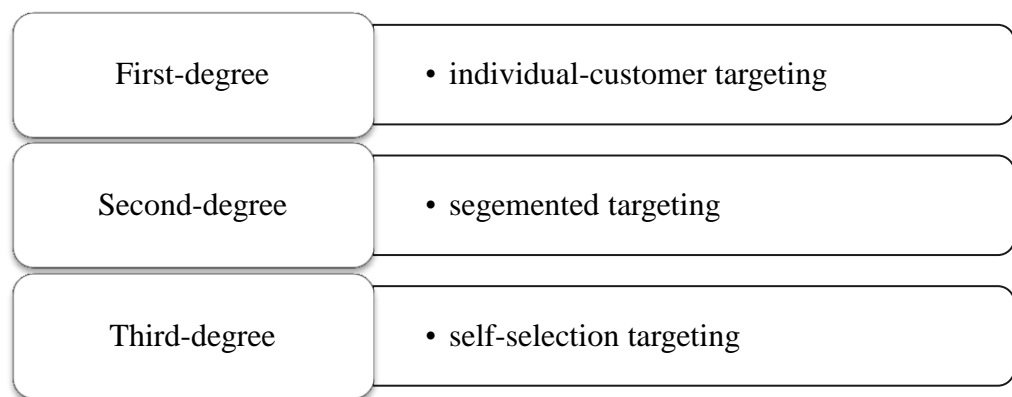 First-degree
• individual-customer targeting
Second-degree
• segemented targeting
Third-degree
• self-selection targeting